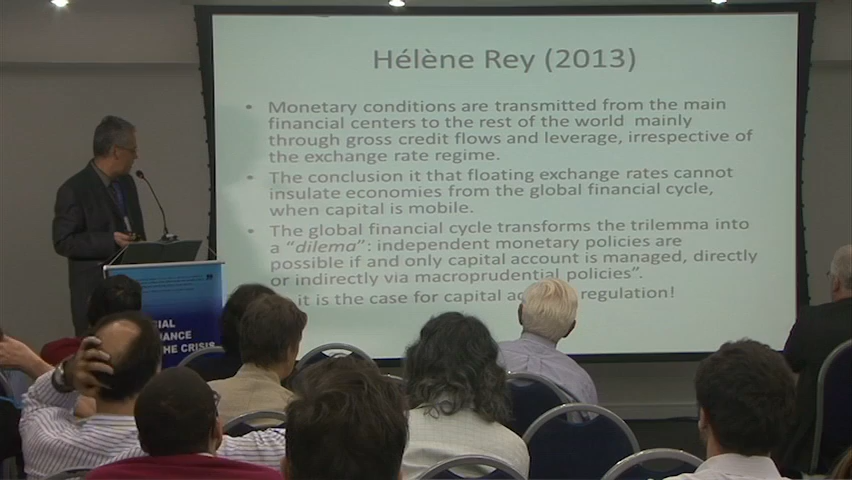 Hélène Rey (2013)
• Monetary conditions are transmitted from the main
financial centers to the rest of the world mainly
through gross credit flows and leverage, irrespective of
the exchange rate regime.
• The conclusion it that floating exchange rates cannot
insulate economies from the global financial cycle,
when capital is mobile.
• The global financial cycle transforms the trilemma into
a “dilema”: independent monetary policies are
possible if and only capital account is managed, directly
or indirectly via macroprudential policies”.
it is the case for capital regulation!
CIAL
NANCE
THE CRISIS